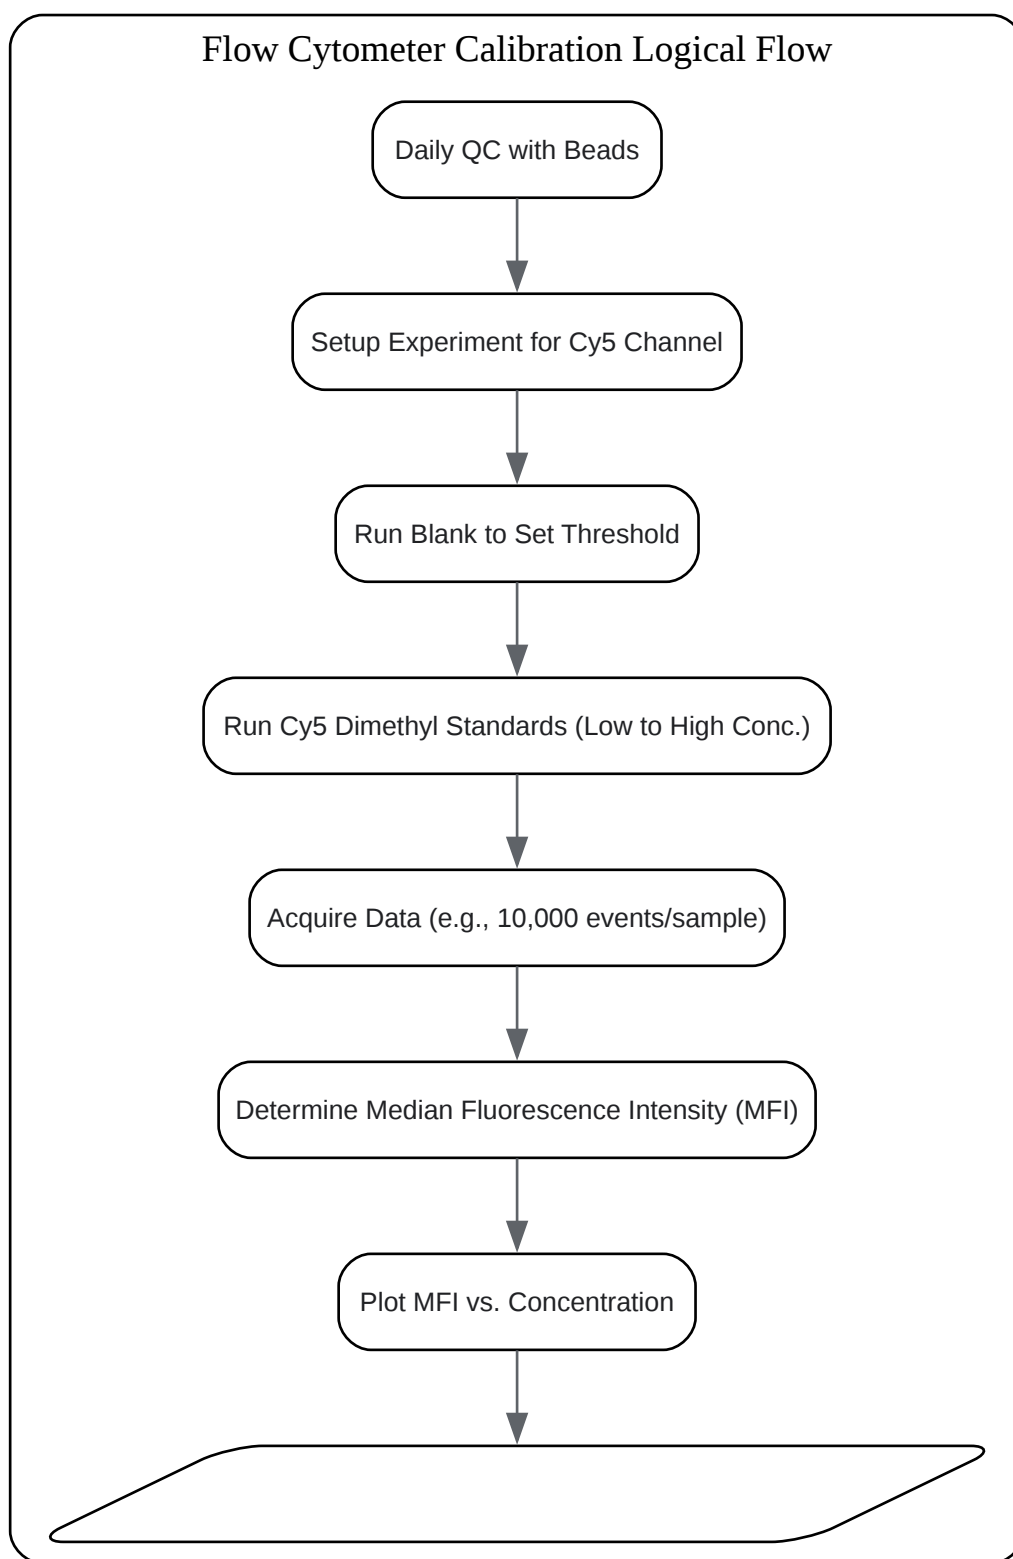 Flow Cytometer Calibration Logical Flow
Daily QC with Beads
Setup Experiment for Cy5 Channel
Run Blank to Set Threshold
Run Cy5 Dimethyl Standards (Low to High Conc.)
Acquire Data (e.g., 10,000 events/sample)
Determine Median Fluorescence Intensity (MFI)
Plot MFI vs. Concentration